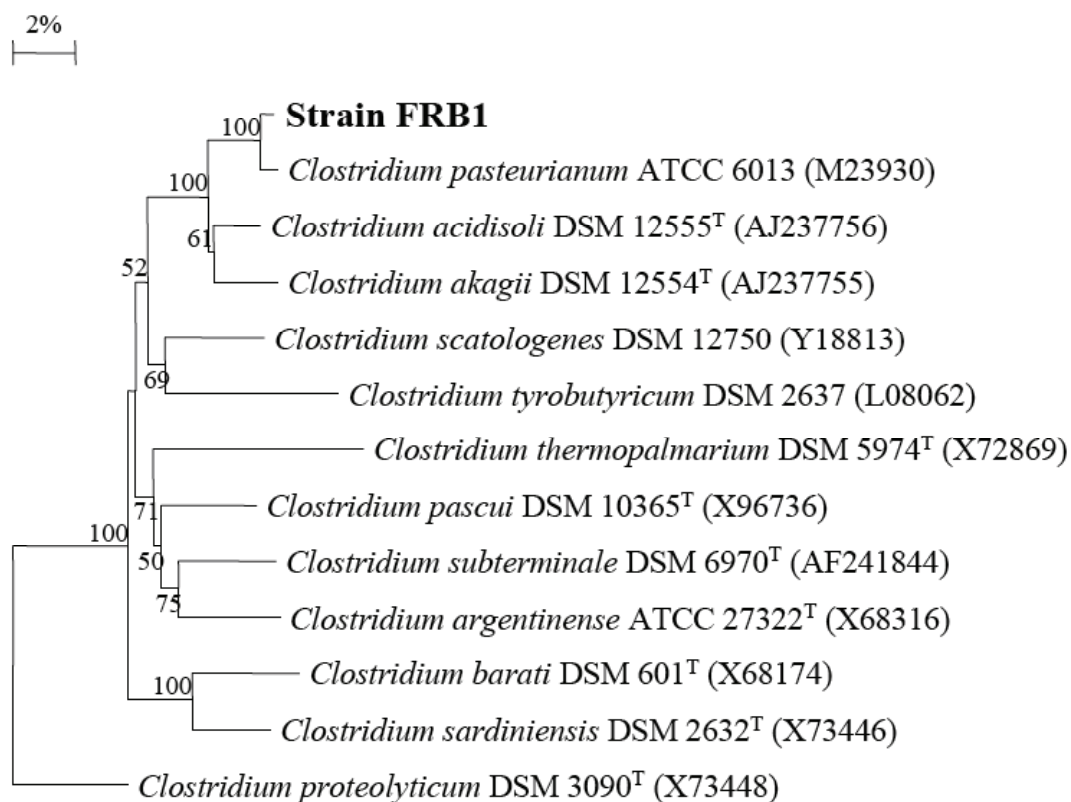 2%
Strain FRB1
100
Clostridium pasteurianum ATCC 6013 (M23930)
100
Clostridium acidisoli DSM 12555ᵀ (AJ237756)
61
Clostridium akagii DSM 12554ᵀ (AJ237755)
52
Clostridium scatologenes DSM 12750 (Y18813)
69
Clostridium tyrobutyricum DSM 2637 (L08062)
Clostridium thermopalmarium DSM 5974ᵀ (X72869)
71
Clostridium pascui DSM 10365ᵀ (X96736)
100
50
Clostridium subterminale DSM 6970ᵀ (AF241844)
75
Clostridium argentinense ATCC 27322ᵀ (X68316)
Clostridium barati DSM 601ᵀ (X68174)
100
Clostridium sardiniensis DSM 2632ᵀ (X73446)
Clostridium proteolyticum DSM 3090ᵀ (X73448)